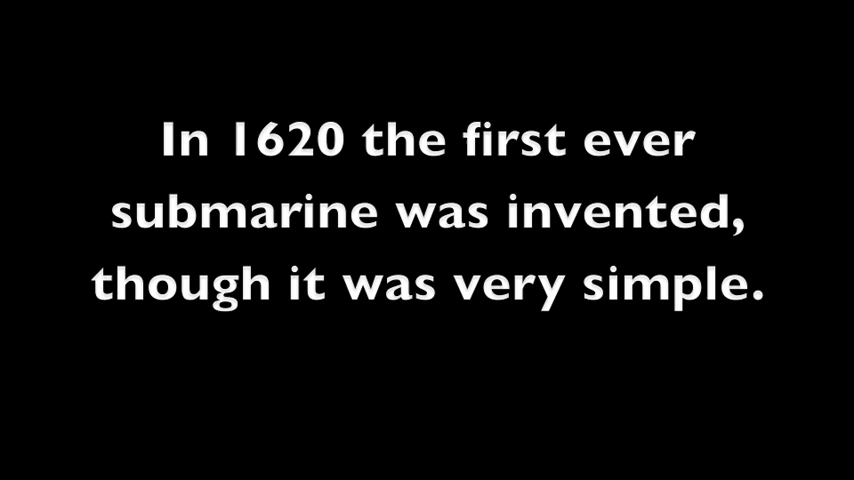 In 1620 the first ever
submarine was invented,
though it was very simple.